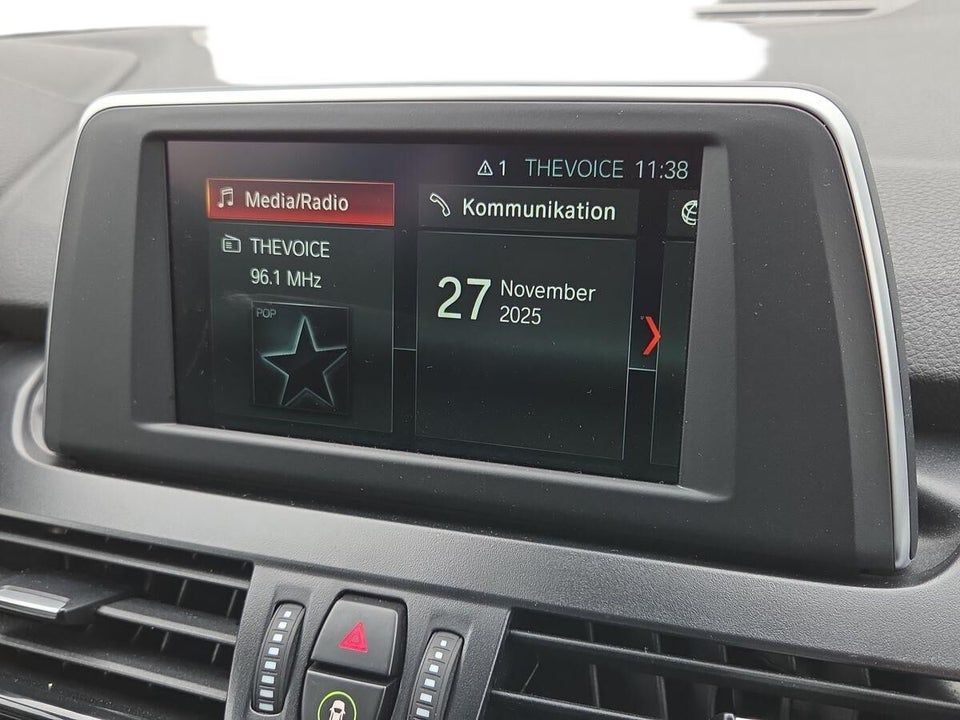 1 THEVOICE 11:38
Media/Radio
THEVOICE
96.1 MHz
POP
Kommunikation
27 November
2025